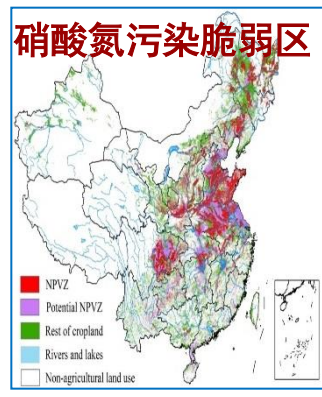 硝酸氮污染脆弱区
NPVZ
Potential NPVZ
Rest of cropland
Rivers and lakes
Non-agricultural land use